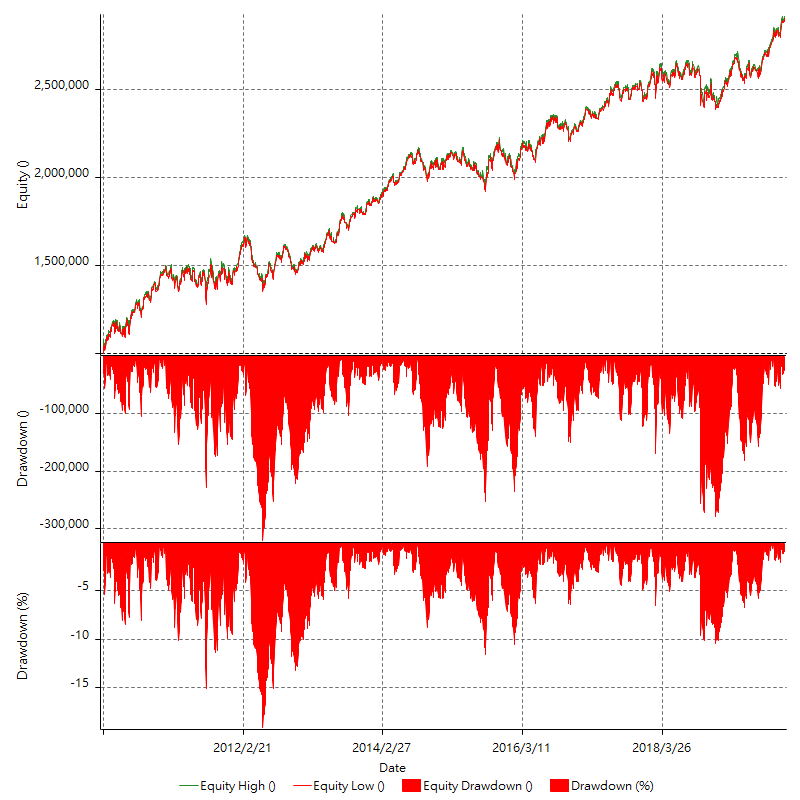 2,500,000
2,000,000
1,500,000
Equity ()
-100,000
-200,000
-300,000
Drawdown ()
-5
-10
-15
Drawdown (%)
2012/2/21 2014/2/27 2016/3/11 2018/3/26
Date
Equity High () Equity Low () Equity Drawdown () Drawdown (%)